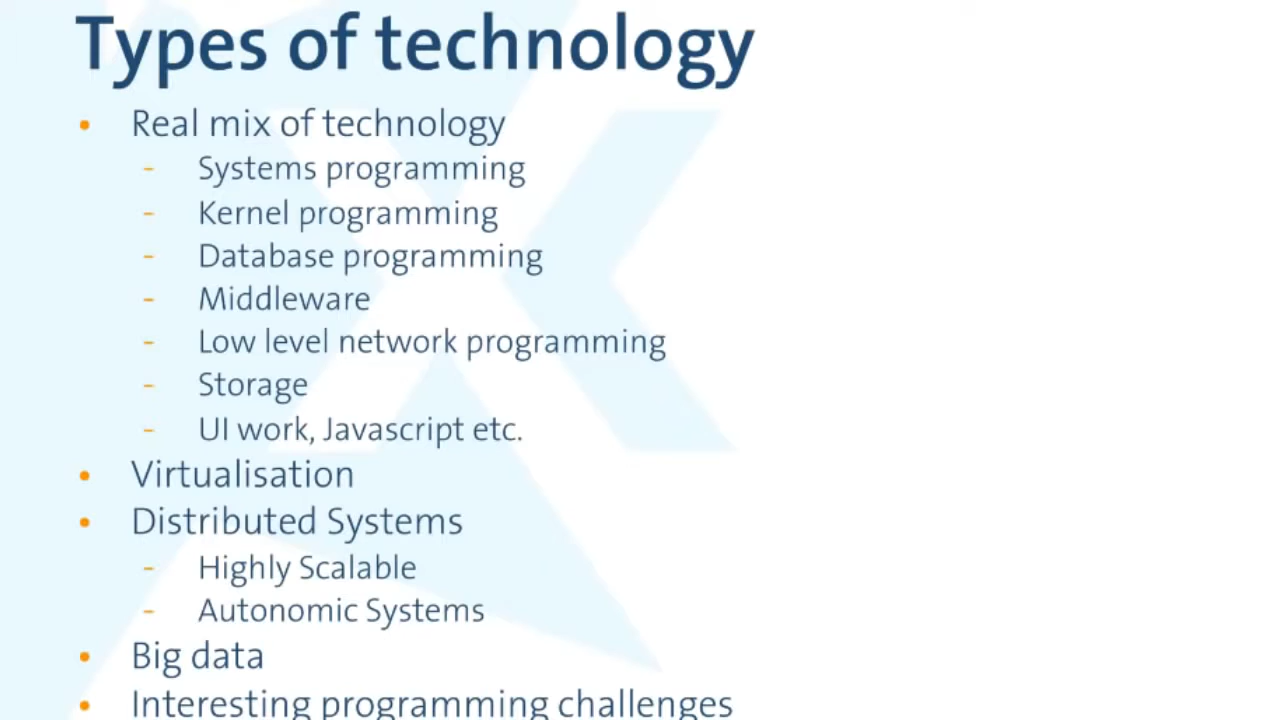 Types of technology
• Real mix of technology
- Systems programming
- Kernel programming
- Database programming
- Middleware
- Low level network programming
- Storage
- UI work, Javascript etc.
• Virtualisation
• Distributed Systems
- Highly Scalable
- Autonomic Systems
• Big data
• Interesting programming challenges